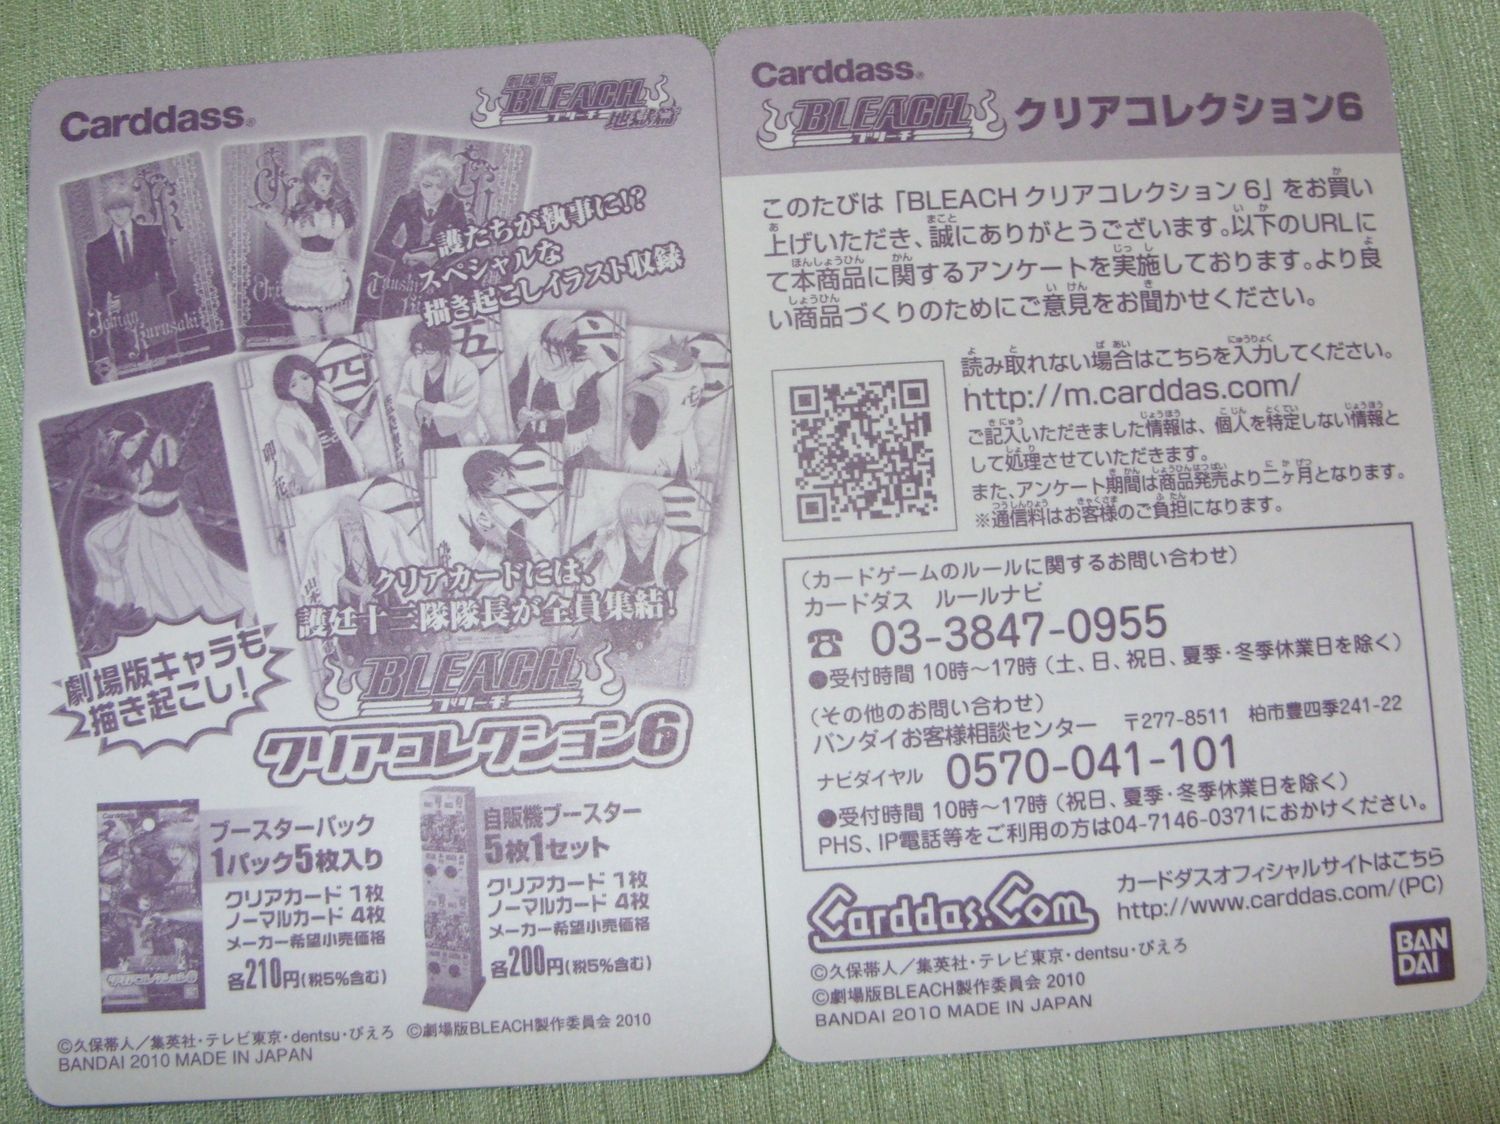 Carddass®
劇場版
BLEACH
ブリーチ
地獄篇
一護たちが執事に!?
スペシャルな
描き起こしイラスト収録
Ichigo
Kurosaki
四
五
六
七
クリアカードには、
護廷十三隊隊長が全員集結!
劇場版キャラも
描き起こし!
BLEACH
ブリーチ
クリアコレクション6
ブースターパック
1パック5枚入り
クリアカード 1枚
ノーマルカード 4枚
メーカー希望小売価格
各210円(税5%含む)
自販機ブースター
5枚1セット
クリアカード 1枚
ノーマルカード 4枚
メーカー希望小売価格
各200円(税5%含む)
©久保帯人/集英社・テレビ東京・dentsu・ぴえろ ©劇場版BLEACH製作委員会 2010
BANDAI 2010 MADE IN JAPAN
Carddass®
BLEACH
ブリーチ
クリアコレクション6
このたびは「BLEACH クリアコレクション 6」をお買い
上げいただき、誠にありがとうございます。以下のURLに
て本商品に関するアンケートを実施しております。より良
い商品づくりのためにご意見をお聞かせください。
読み取れない場合はこちらを入力してください。
http://m.carddas.com/
ご記入いただきました情報は、個人を特定しない情報と
して処理させていただきます。
また、アンケート期間は商品発売より二ヶ月となります。
※通信料はお客様のご負担になります。
(カードゲームのルールに関するお問い合わせ)
カードダス ルールナビ
☎ 03-3847-0955
●受付時間 10時〜17時(土、日、祝日、夏季・冬季休業日を除く)
(その他のお問い合わせ)
バンダイお客様相談センター 〒277-8511 柏市豊四季241-22
ナビダイヤル 0570-041-101
●受付時間 10時〜17時(祝日、夏季・冬季休業日を除く)
PHS、IP電話等をご利用の方は04-7146-0371におかけください。
Carddas.Com
カードダスオフィシャルサイトはこちら
http://www.carddas.com/(PC)
©久保帯人/集英社・テレビ東京・dentsu・ぴえろ
©劇場版BLEACH製作委員会 2010
BANDAI 2010 MADE IN JAPAN
BAN
DAI